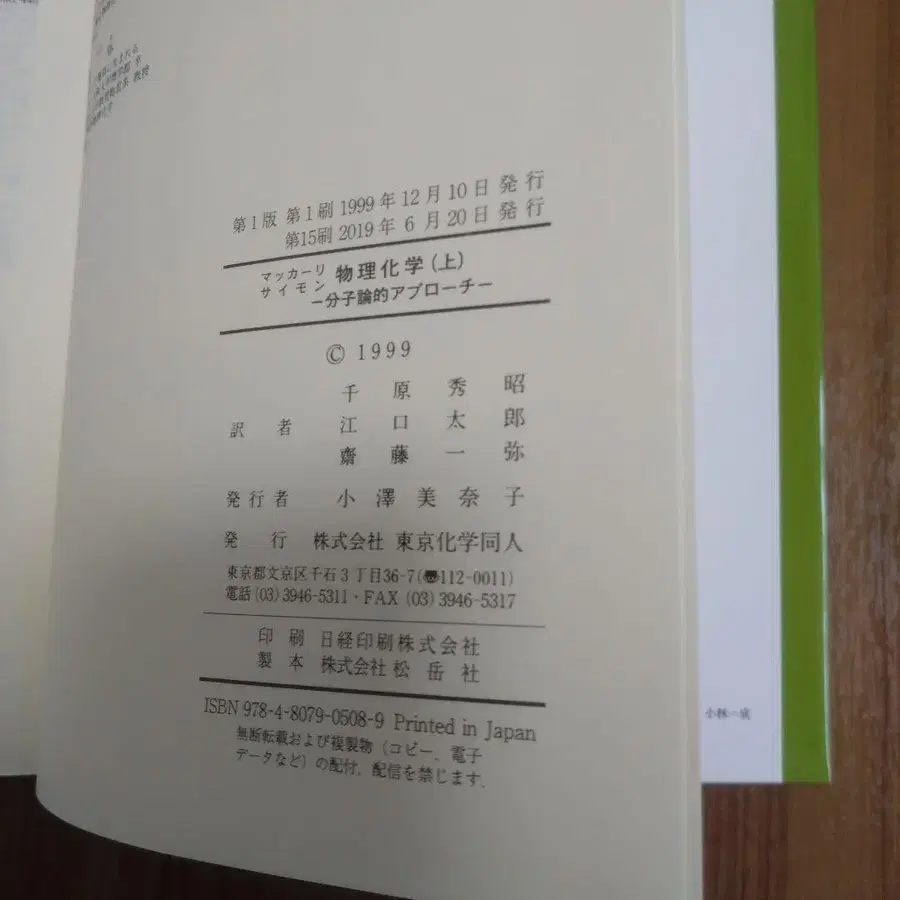 第1版 第1刷 1999年12月10日 発行
第15刷 2019年 6月20日 発行
マッカーリ
サイモン
物理化学(上)
—分子論的アプローチ—
© 1999
千原秀昭
訳者 江口太郎
齋藤一弥
発行者 小澤美奈子
発行 株式会社 東京化学同人
東京都文京区千石3丁目36-7(〠112-0011)
電話 (03) 3946-5311・FAX (03) 3946-5317
印刷 日経印刷株式会社
製本 株式会社 松岳社
ISBN 978-4-8079-0508-9 Printed in Japan
無断転載および複製物(コピー、電子
データなど)の配付、配信を禁じます.